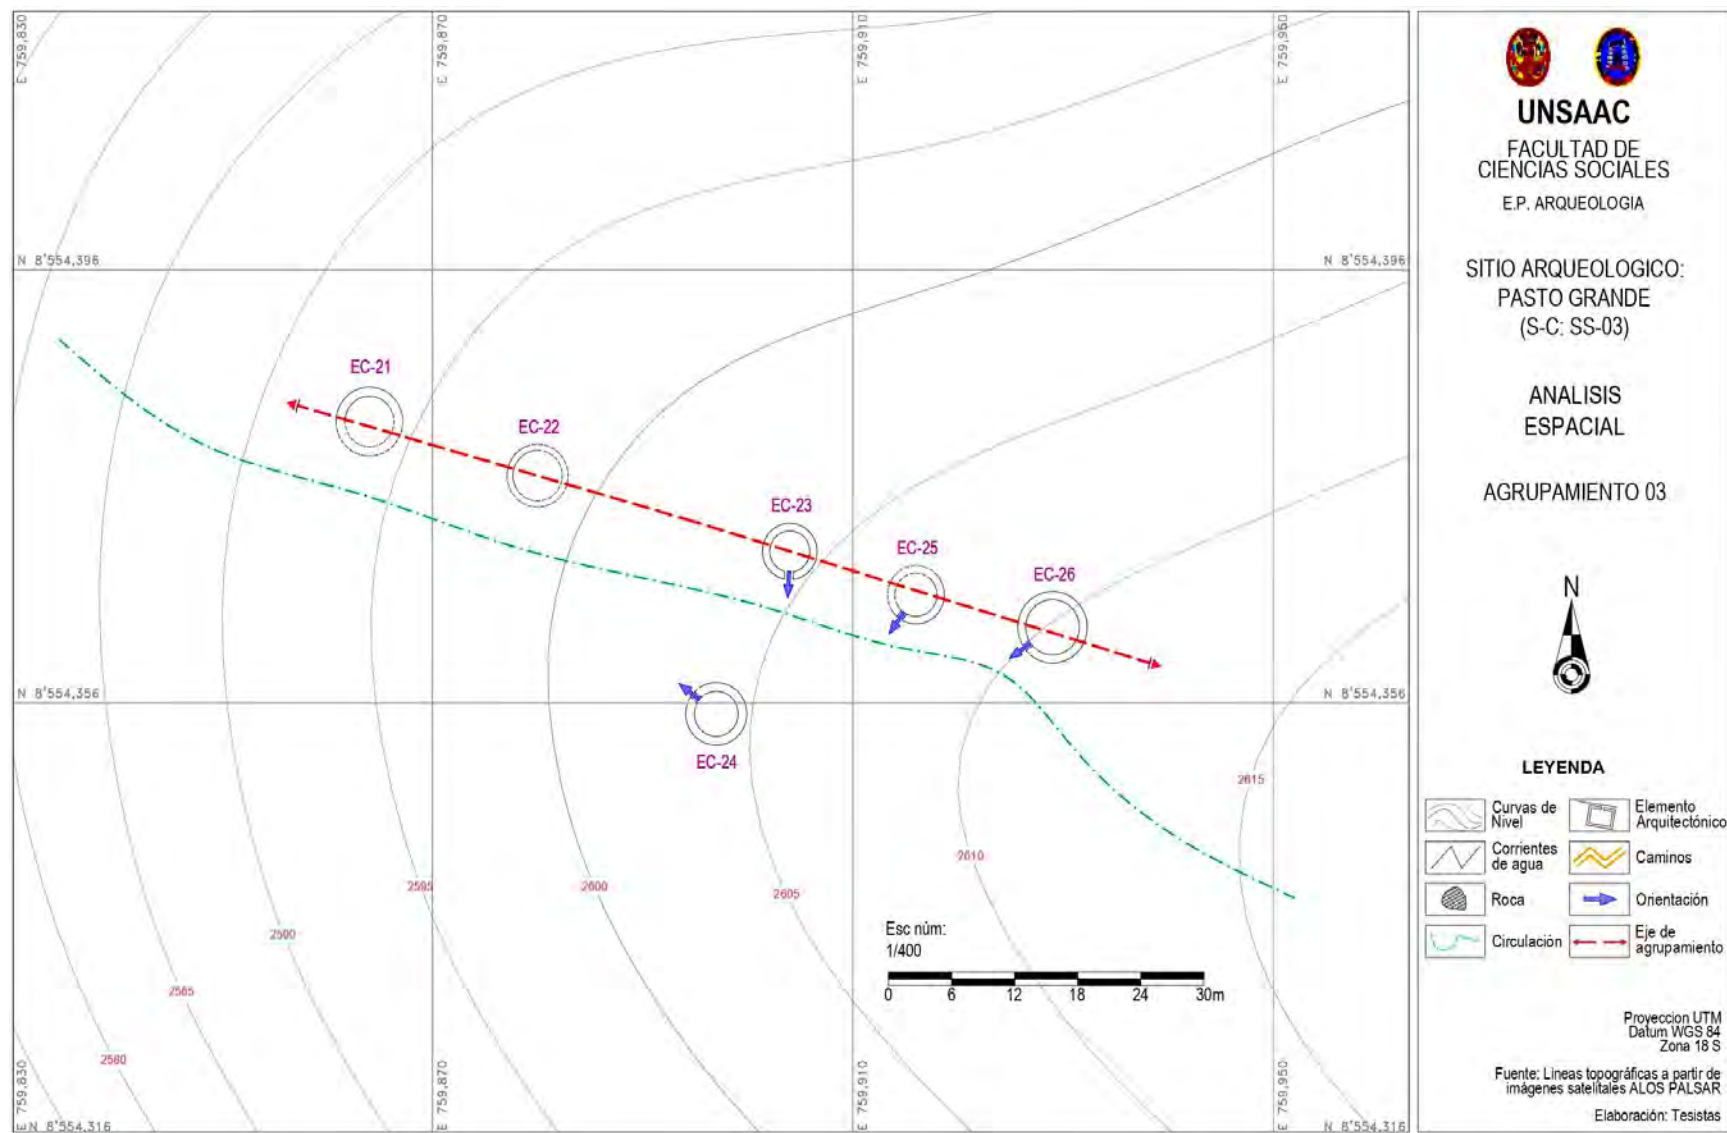 E 759,830
E 759,870
E 759,910
E 759,950
N 8'554,396
N 8'554,396
EC-21
EC-22
EC-23
EC-25
EC-26
N 8'554,356
N 8'554,356
EC-24
2615
2610
2605
2600
2595
2590
2585
2580
Esc núm:
1/400
0 6 12 18 24 30m
E 759,830
E 759,870
E 759,910
E 759,950
N 8'554,316
N 8'554,316
UNSAAC
FACULTAD DE
CIENCIAS SOCIALES
E.P. ARQUEOLOGIA
SITIO ARQUEOLOGICO:
PASTO GRANDE
(S-C: SS-03)
ANALISIS
ESPACIAL
AGRUPAMIENTO 03
N
LEYENDA
Curvas de
Nivel
Elemento
Arquitectónico
Corrientes
de agua
Caminos
Roca
Orientación
Circulación
Eje de
agrupamiento
Proyeccion UTM
Datum WGS 84
Zona 18 S
Fuente: Lineas topográficas a partir de
imágenes satelitales ALOS PALSAR
Elaboración: Tesistas